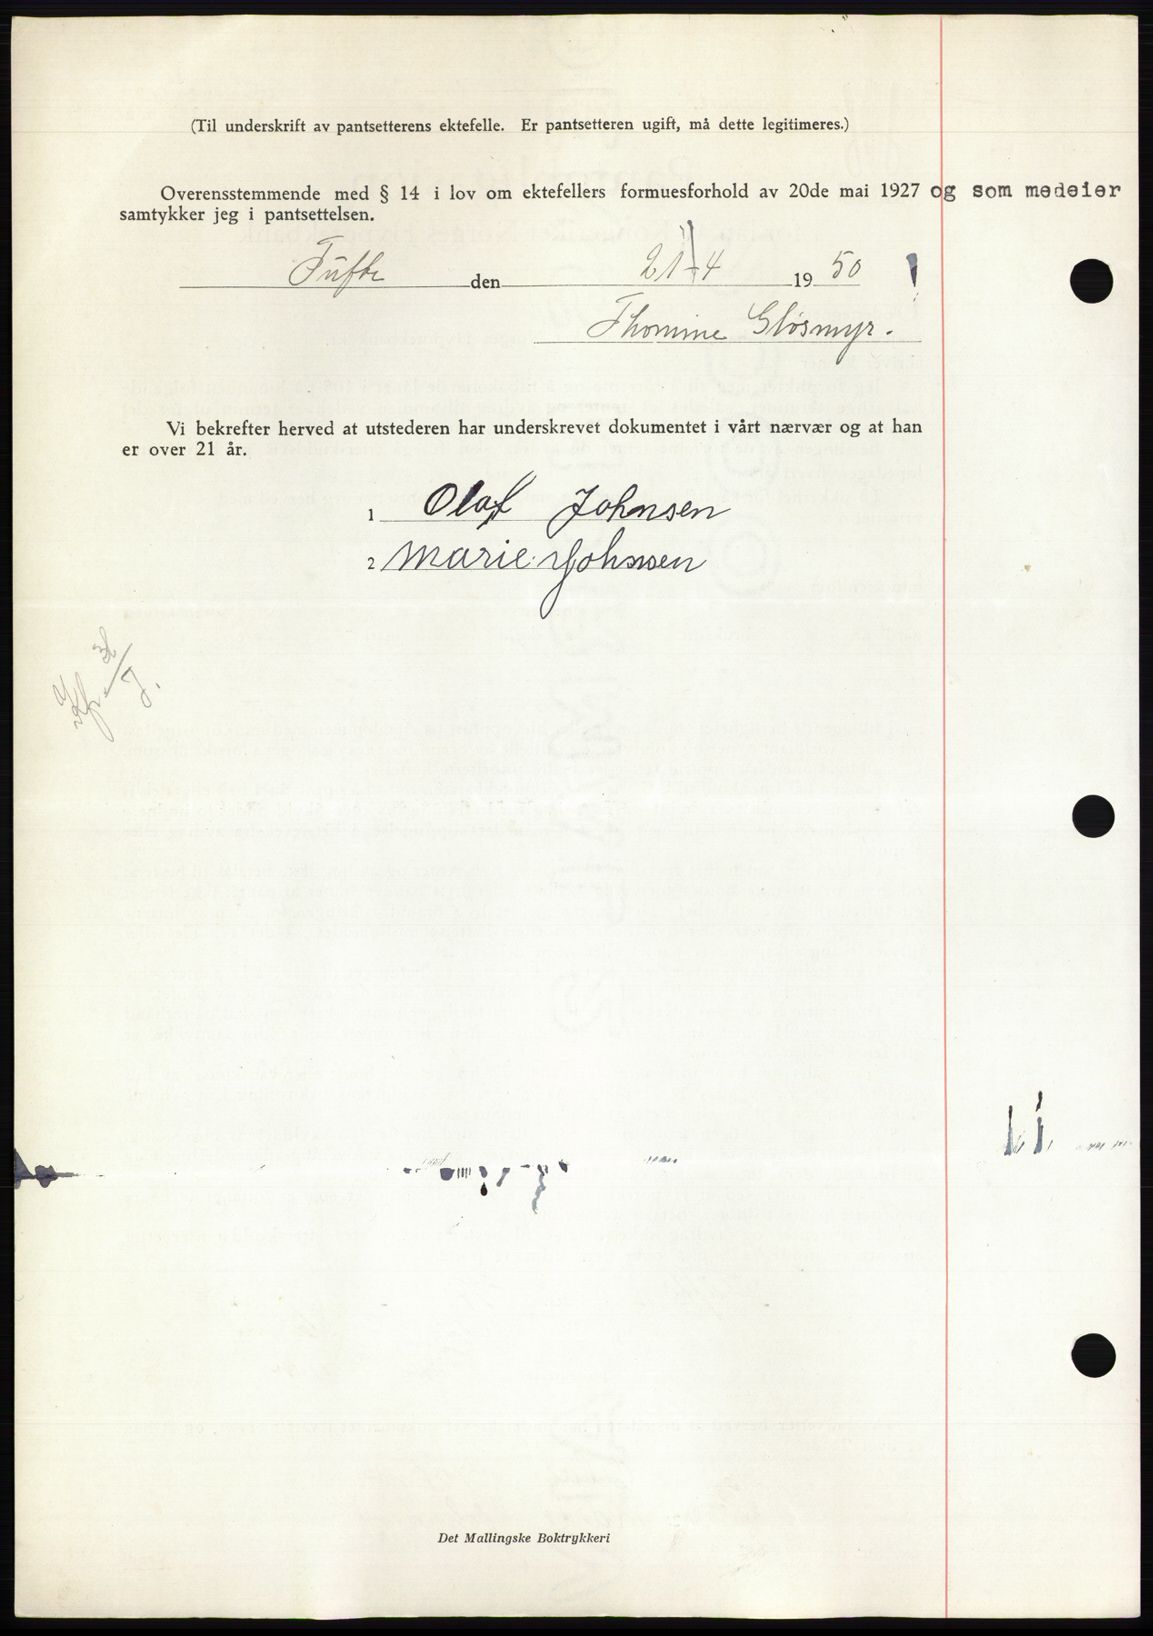 (Til underskrift av pantsetterens ektefelle. Er pantsetteren ugift, må dette legitimeres.)
Overensstemmende med § 14 i lov om ektefellers formuesforhold av 20de mai 1927 og som medeier
samtykker jeg i pantsettelsen.
Tufte den 21-4 1950
Thomine Gløsmyr.
Vi bekrefter herved at utstederen har underskrevet dokumentet i vårt nærvær og at han
er over 21 år.
1 Olaf Johnsen
2 Marie Johnsen
Det Mallingske Boktrykkeri